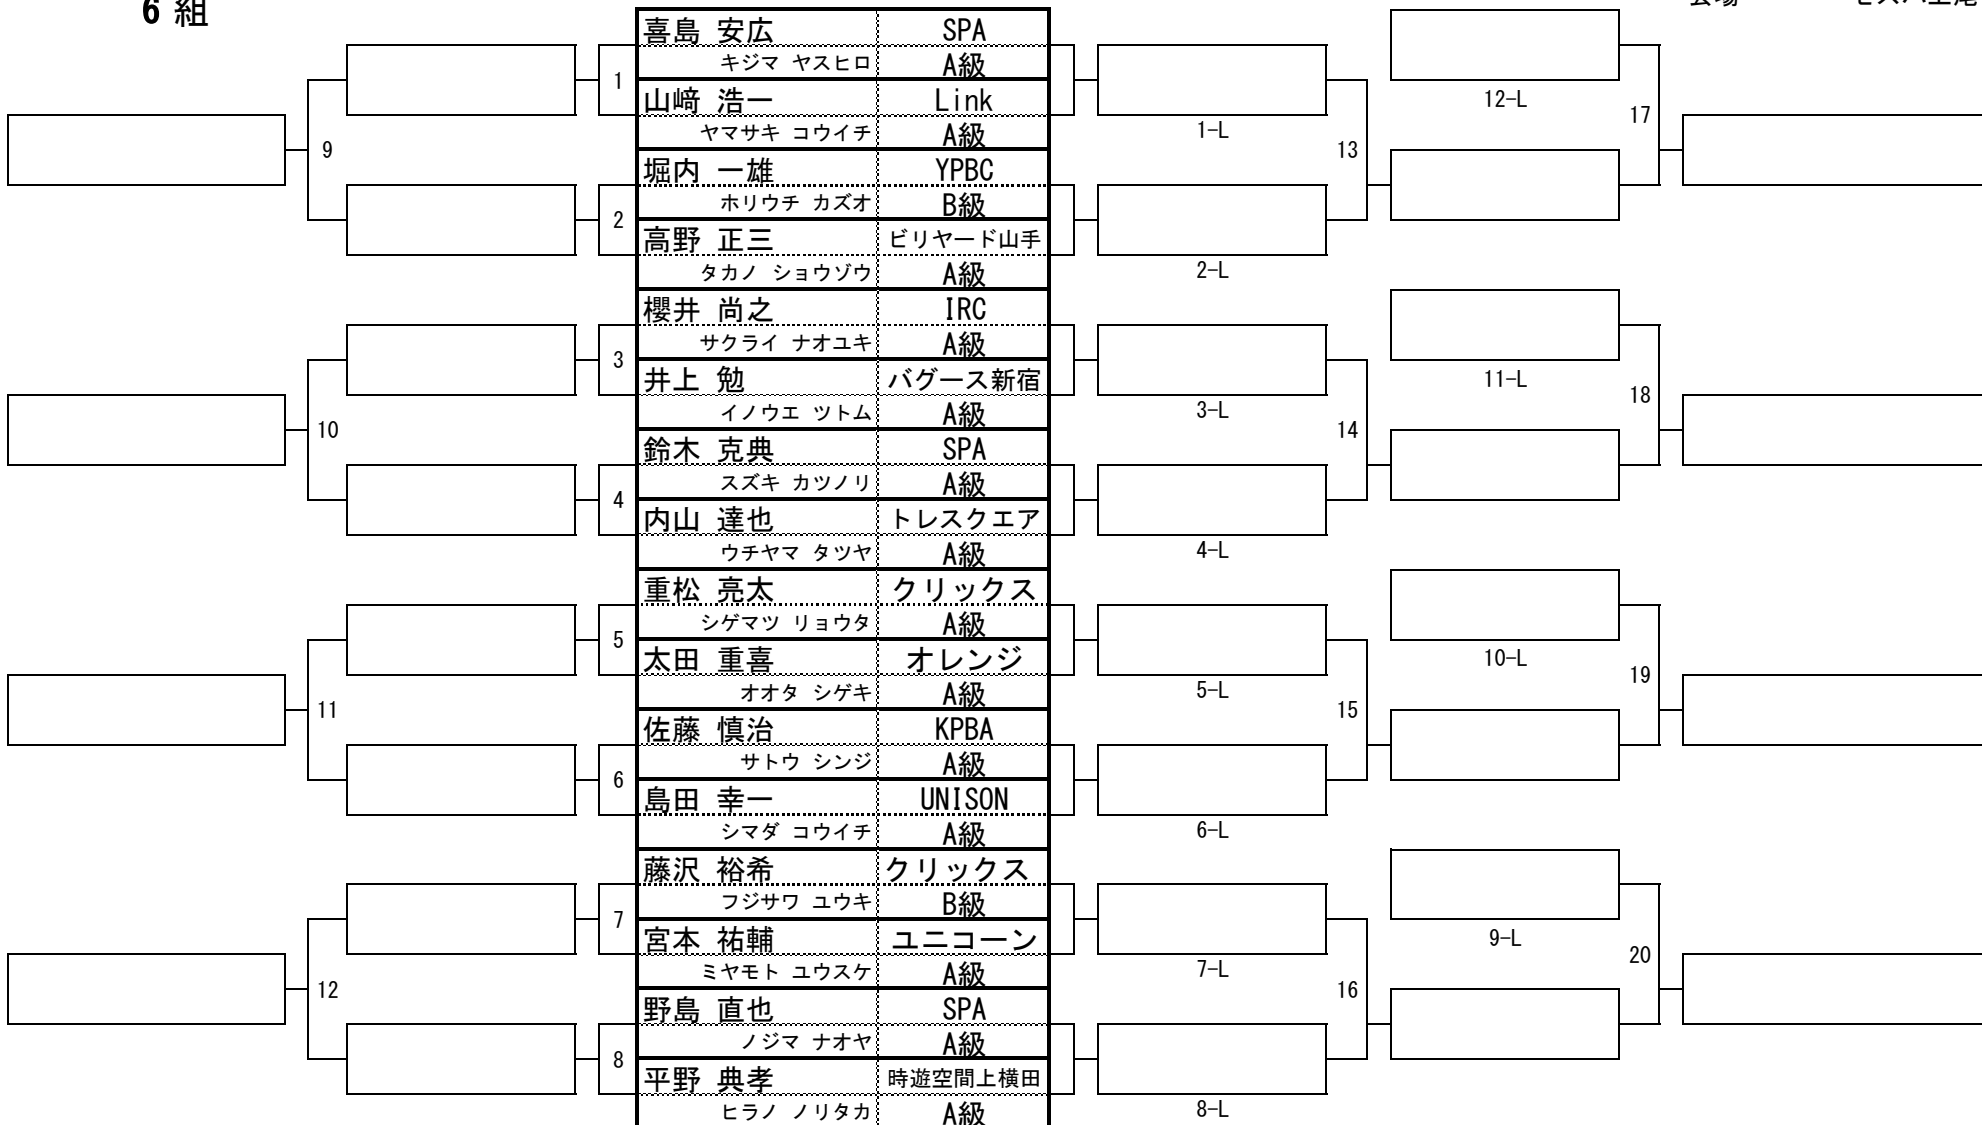 6 組
喜島 安広 SPA
キジマ ヤスヒロ A級
1
山﨑 浩一 Link
ヤマサキ コウイチ A級
堀内 一雄 YPBC
ホリウチ カズオ B級
2
高野 正三 ビリヤード山手
タカノ ショウゾウ A級
櫻井 尚之 IRC
サクライ ナオユキ A級
3
井上 勉 バグース新宿
イノウエ ツトム A級
鈴木 克典 SPA
スズキ カツノリ A級
4
内山 達也 トレスクエア
ウチヤマ タツヤ A級
重松 亮太 クリックス
シゲマツ リョウタ A級
5
太田 重喜 オレンジ
オオタ シゲキ A級
佐藤 慎治 KPBA
サトウ シンジ A級
6
島田 幸一 UNISON
シマダ コウイチ A級
藤沢 裕希 クリックス
フジサワ ユウキ B級
7
宮本 祐輔 ユニコーン
ミヤモト ユウスケ A級
野島 直也 SPA
ノジマ ナオヤ A級
8
平野 典孝 時遊空間上横田
ヒラノ ノリタカ A級
9
10
11
12
1-L
2-L
3-L
4-L
5-L
6-L
7-L
8-L
13
14
15
16
12-L
11-L
10-L
9-L
17
18
19
20